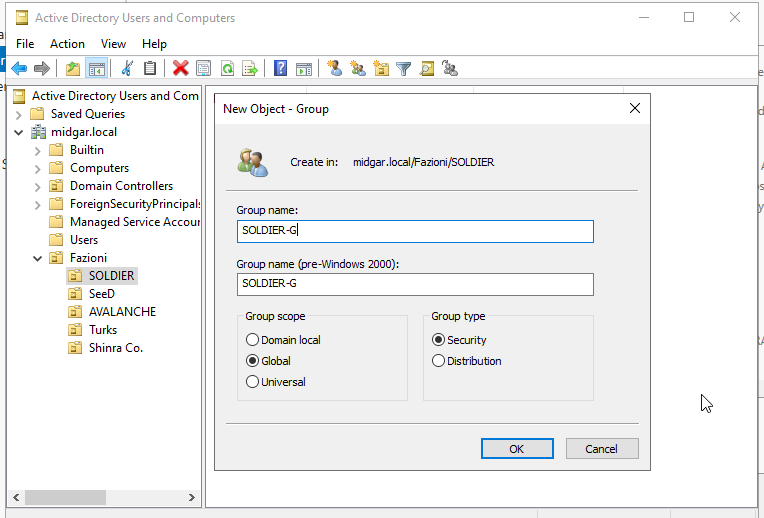 Active Directory Users and Computers
File Action View Help
Active Directory Users and Com
Saved Queries
midgar.local
Builtin
Computers
Domain Controllers
ForeignSecurityPrincipals
Managed Service Accour
Users
Fazioni
SOLDIER
SeeD
AVALANCHE
Turks
Shinra Co.
New Object - Group
Create in: midgar.local/Fazioni/SOLDIER
Group name:
SOLDIER-G
Group name (pre-Windows 2000):
SOLDIER-G
Group scope
Domain local
Global
Universal
Group type
Security
Distribution
OK Cancel